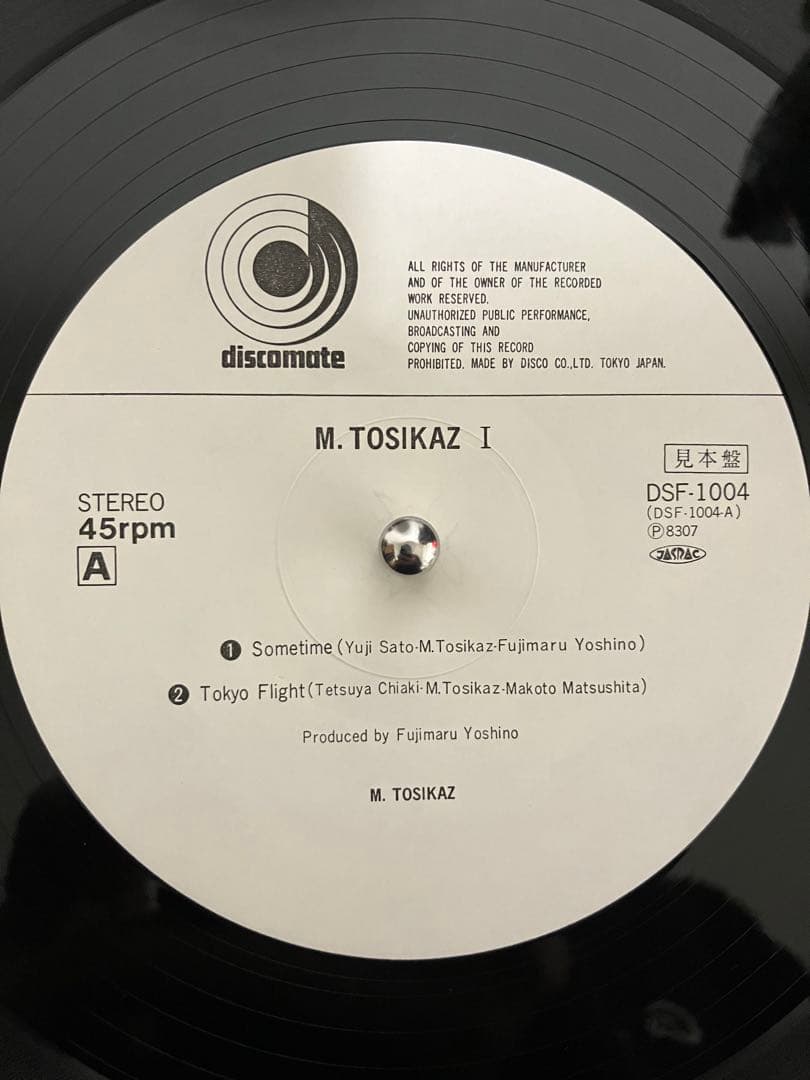 discomate
ALL RIGHTS OF THE MANUFACTURER
AND OF THE OWNER OF THE RECORDED
WORK RESERVED.
UNAUTHORIZED PUBLIC PERFORMANCE,
BROADCASTING AND
COPYING OF THIS RECORD
PROHIBITED. MADE BY DISCO CO.,LTD. TOKYO JAPAN.
M. TOSIKAZ I
見本盤
STEREO
45rpm
A
DSF-1004
(DSF-1004-A)
Ⓟ8307
JASRAC
❶ Sometime (Yuji Sato-M.Tosikaz-Fujimaru Yoshino)
❷ Tokyo Flight (Tetsuya Chiaki-M.Tosikaz-Makoto Matsushita)
Produced by Fujimaru Yoshino
M. TOSIKAZ